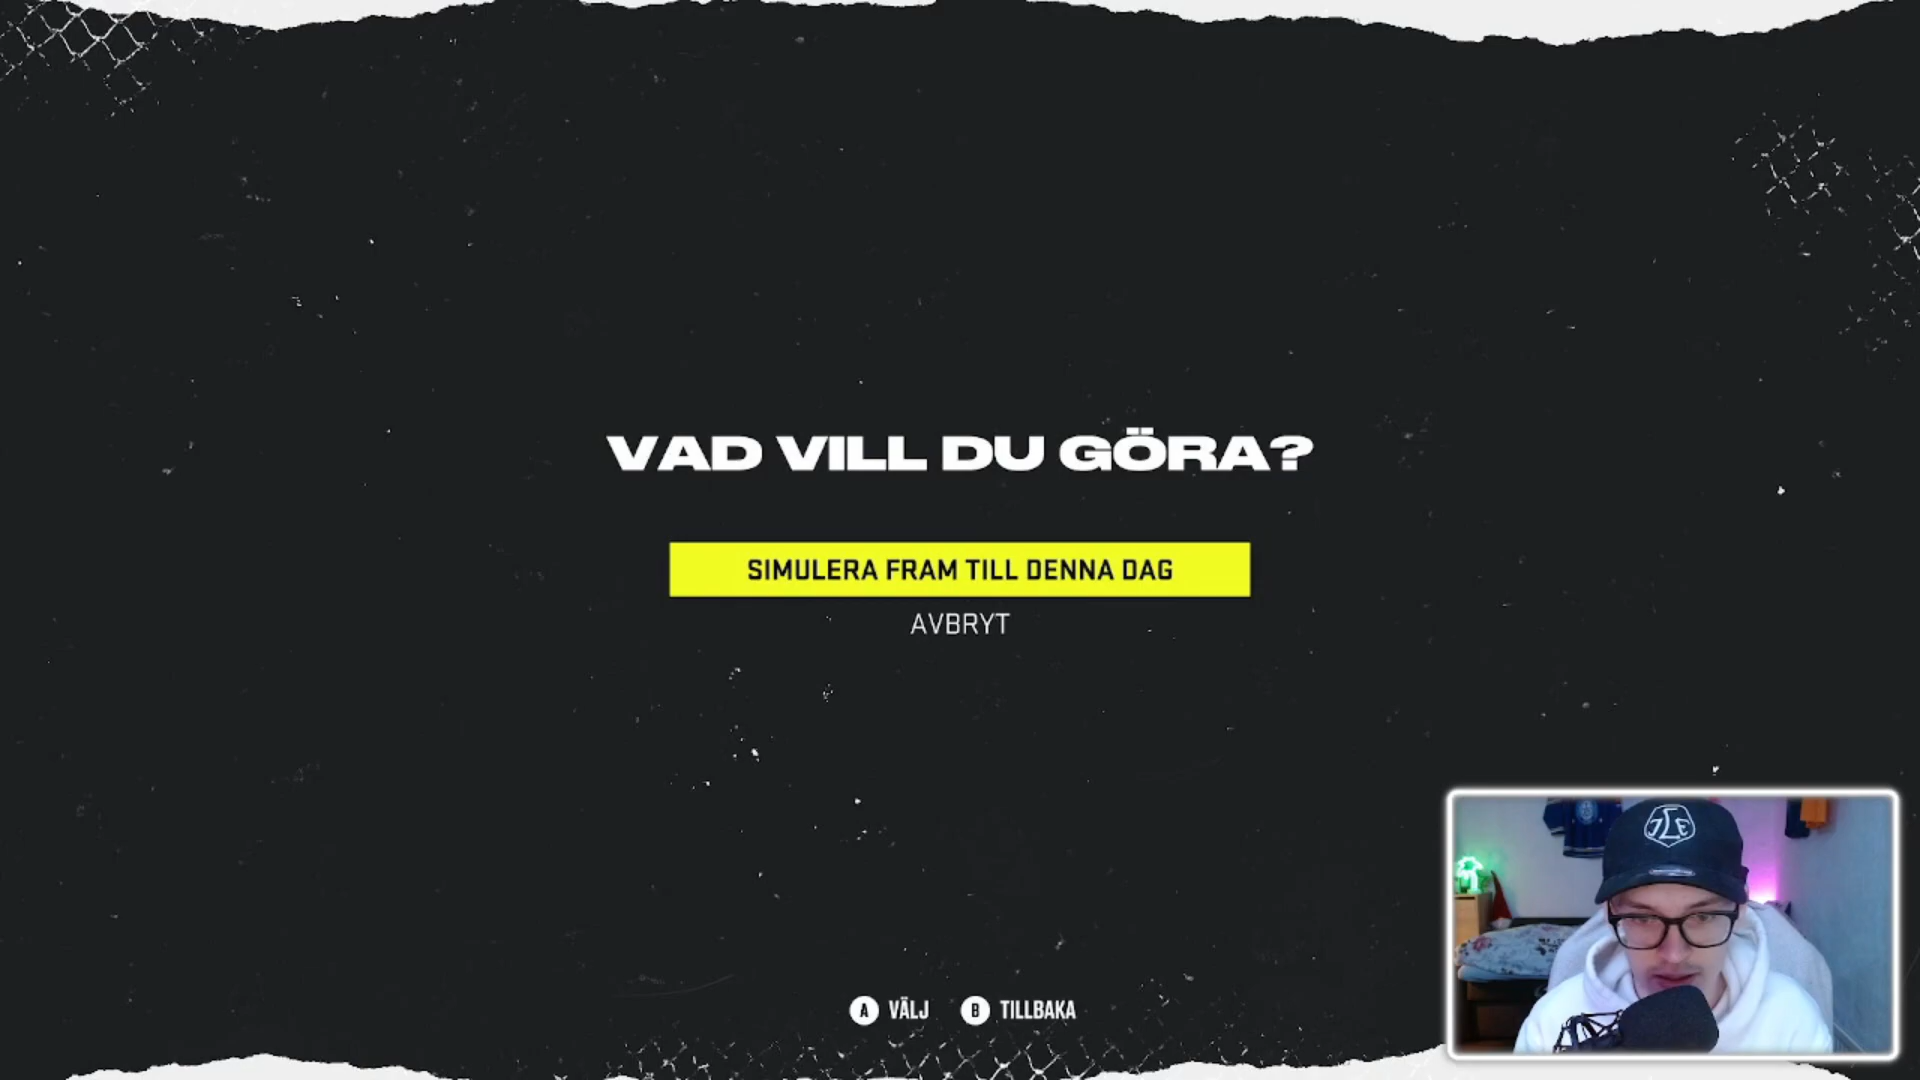 VAD VILL DU GÖRA?
SIMULERA FRAM TILL DENNA DAG
AVBRYT
A VÄLJ B TILLBAKA